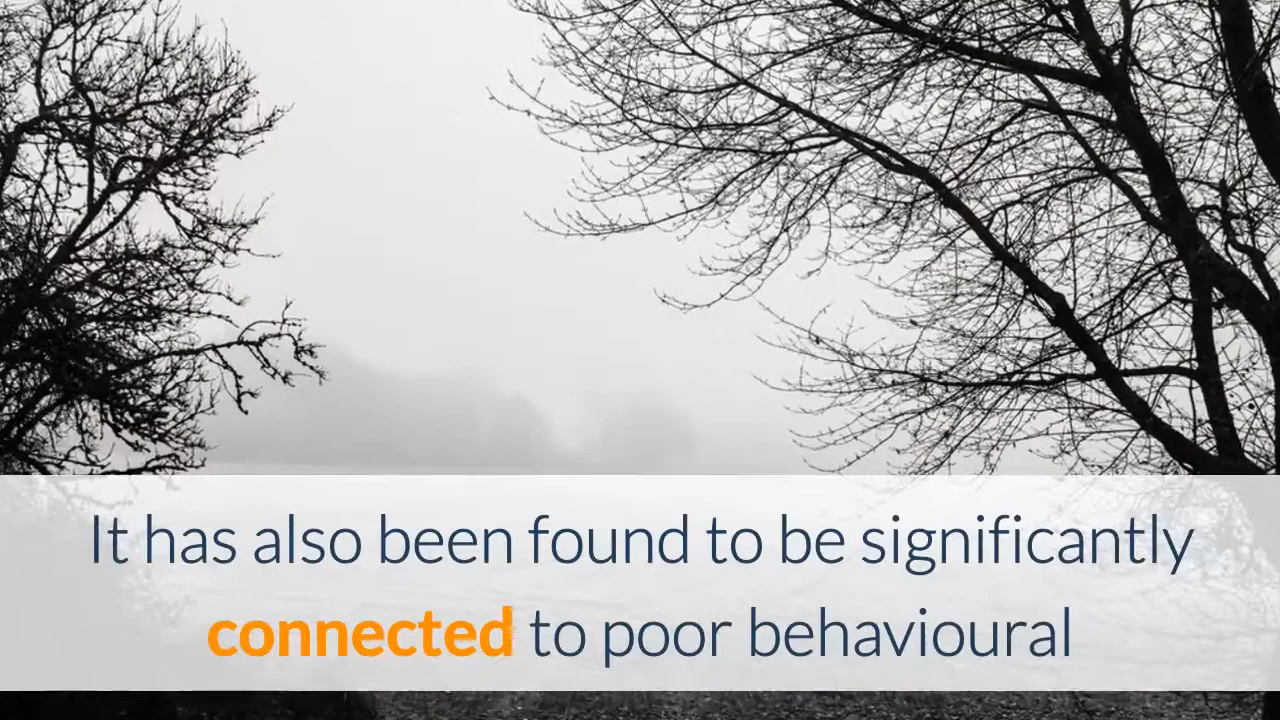 It has also been found to be significantly
connected to poor behavioural